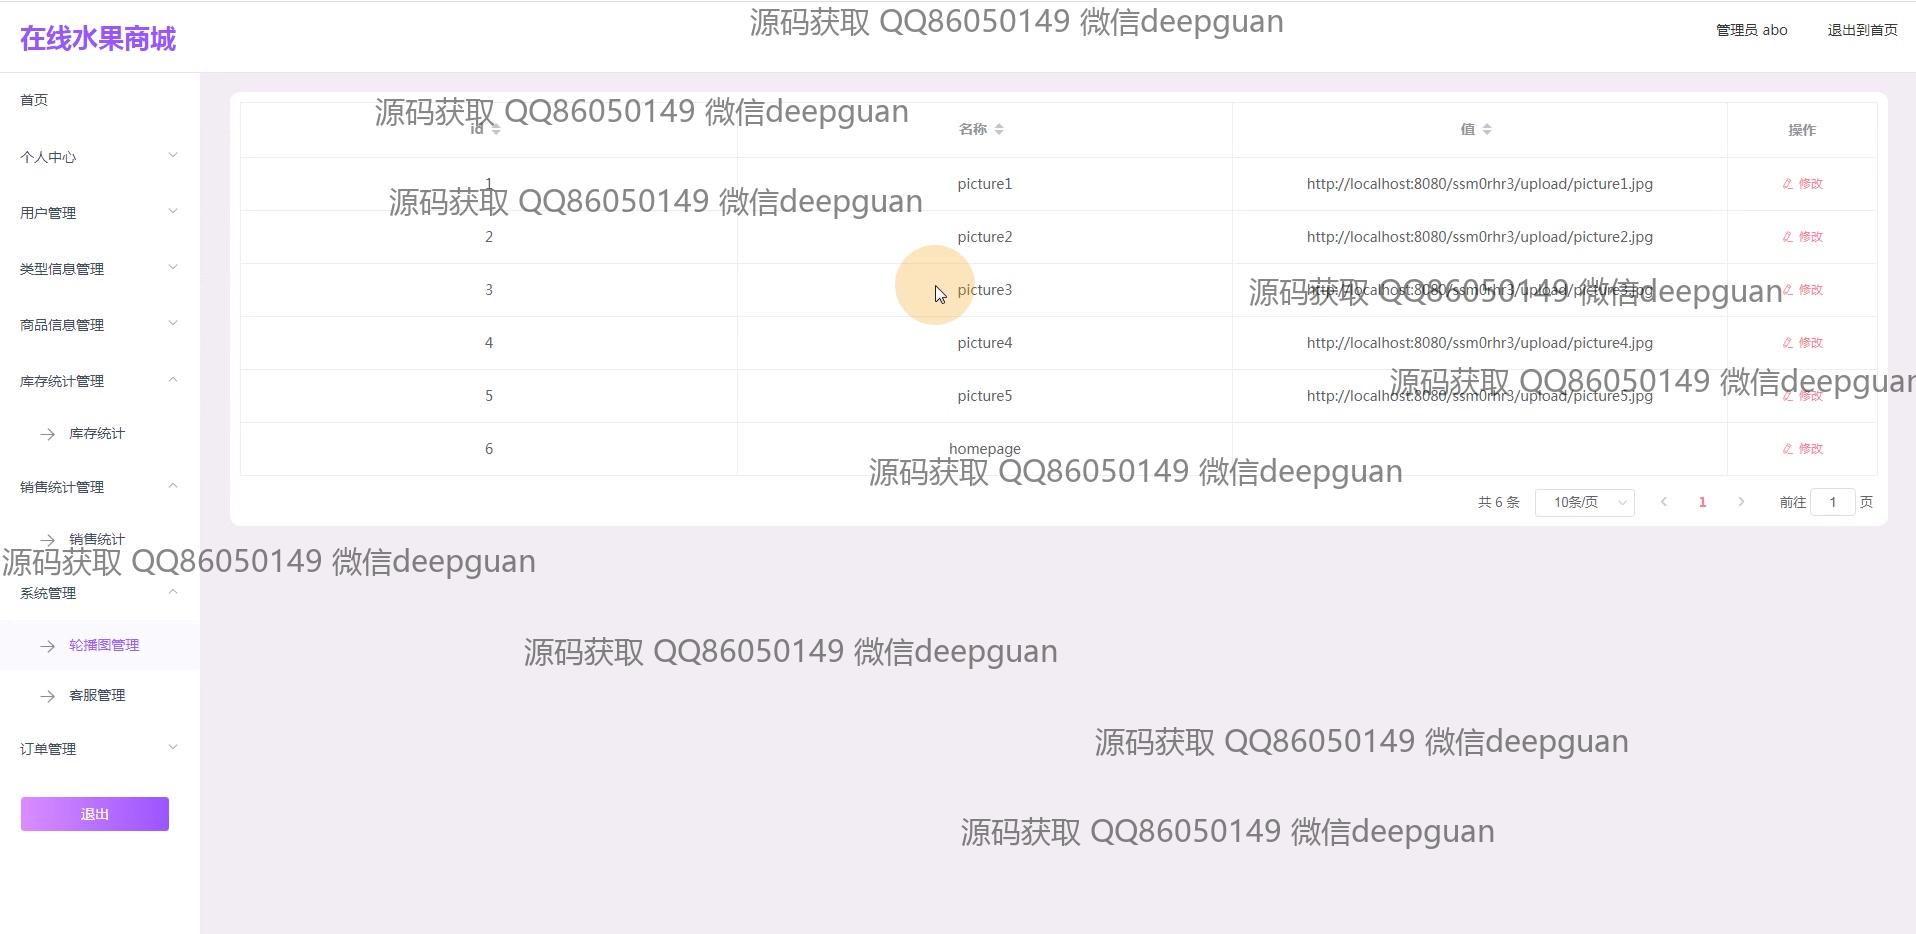 源码获取 QQ86050149 微信deepguan
在线水果商城
管理员 abo
退出到首页
首页
个人中心
用户管理
类型信息管理
商品信息管理
库存统计管理
库存统计
销售统计管理
销售统计
系统管理
轮播图管理
客服管理
订单管理
退出
源码获取 QQ86050149 微信deepguan
id 名称 值 操作
1 picture1 http://localhost:8080/ssm0rhr3/upload/picture1.jpg 修改
源码获取 QQ86050149 微信deepguan
2 picture2 http://localhost:8080/ssm0rhr3/upload/picture2.jpg 修改
3 picture3 http://localhost:8080/ssm0rhr3/upload/picture3.jpg 修改
源码获取 QQ86050149 微信deepguan
4 picture4 http://localhost:8080/ssm0rhr3/upload/picture4.jpg 修改
源码获取 QQ86050149 微信deepguan
5 picture5 http://localhost:8080/ssm0rhr3/upload/picture5.jpg 修改
6 homepage 修改
源码获取 QQ86050149 微信deepguan
共 6 条 10条/页 1 前往 1 页
源码获取 QQ86050149 微信deepguan
源码获取 QQ86050149 微信deepguan
源码获取 QQ86050149 微信deepguan
源码获取 QQ86050149 微信deepguan